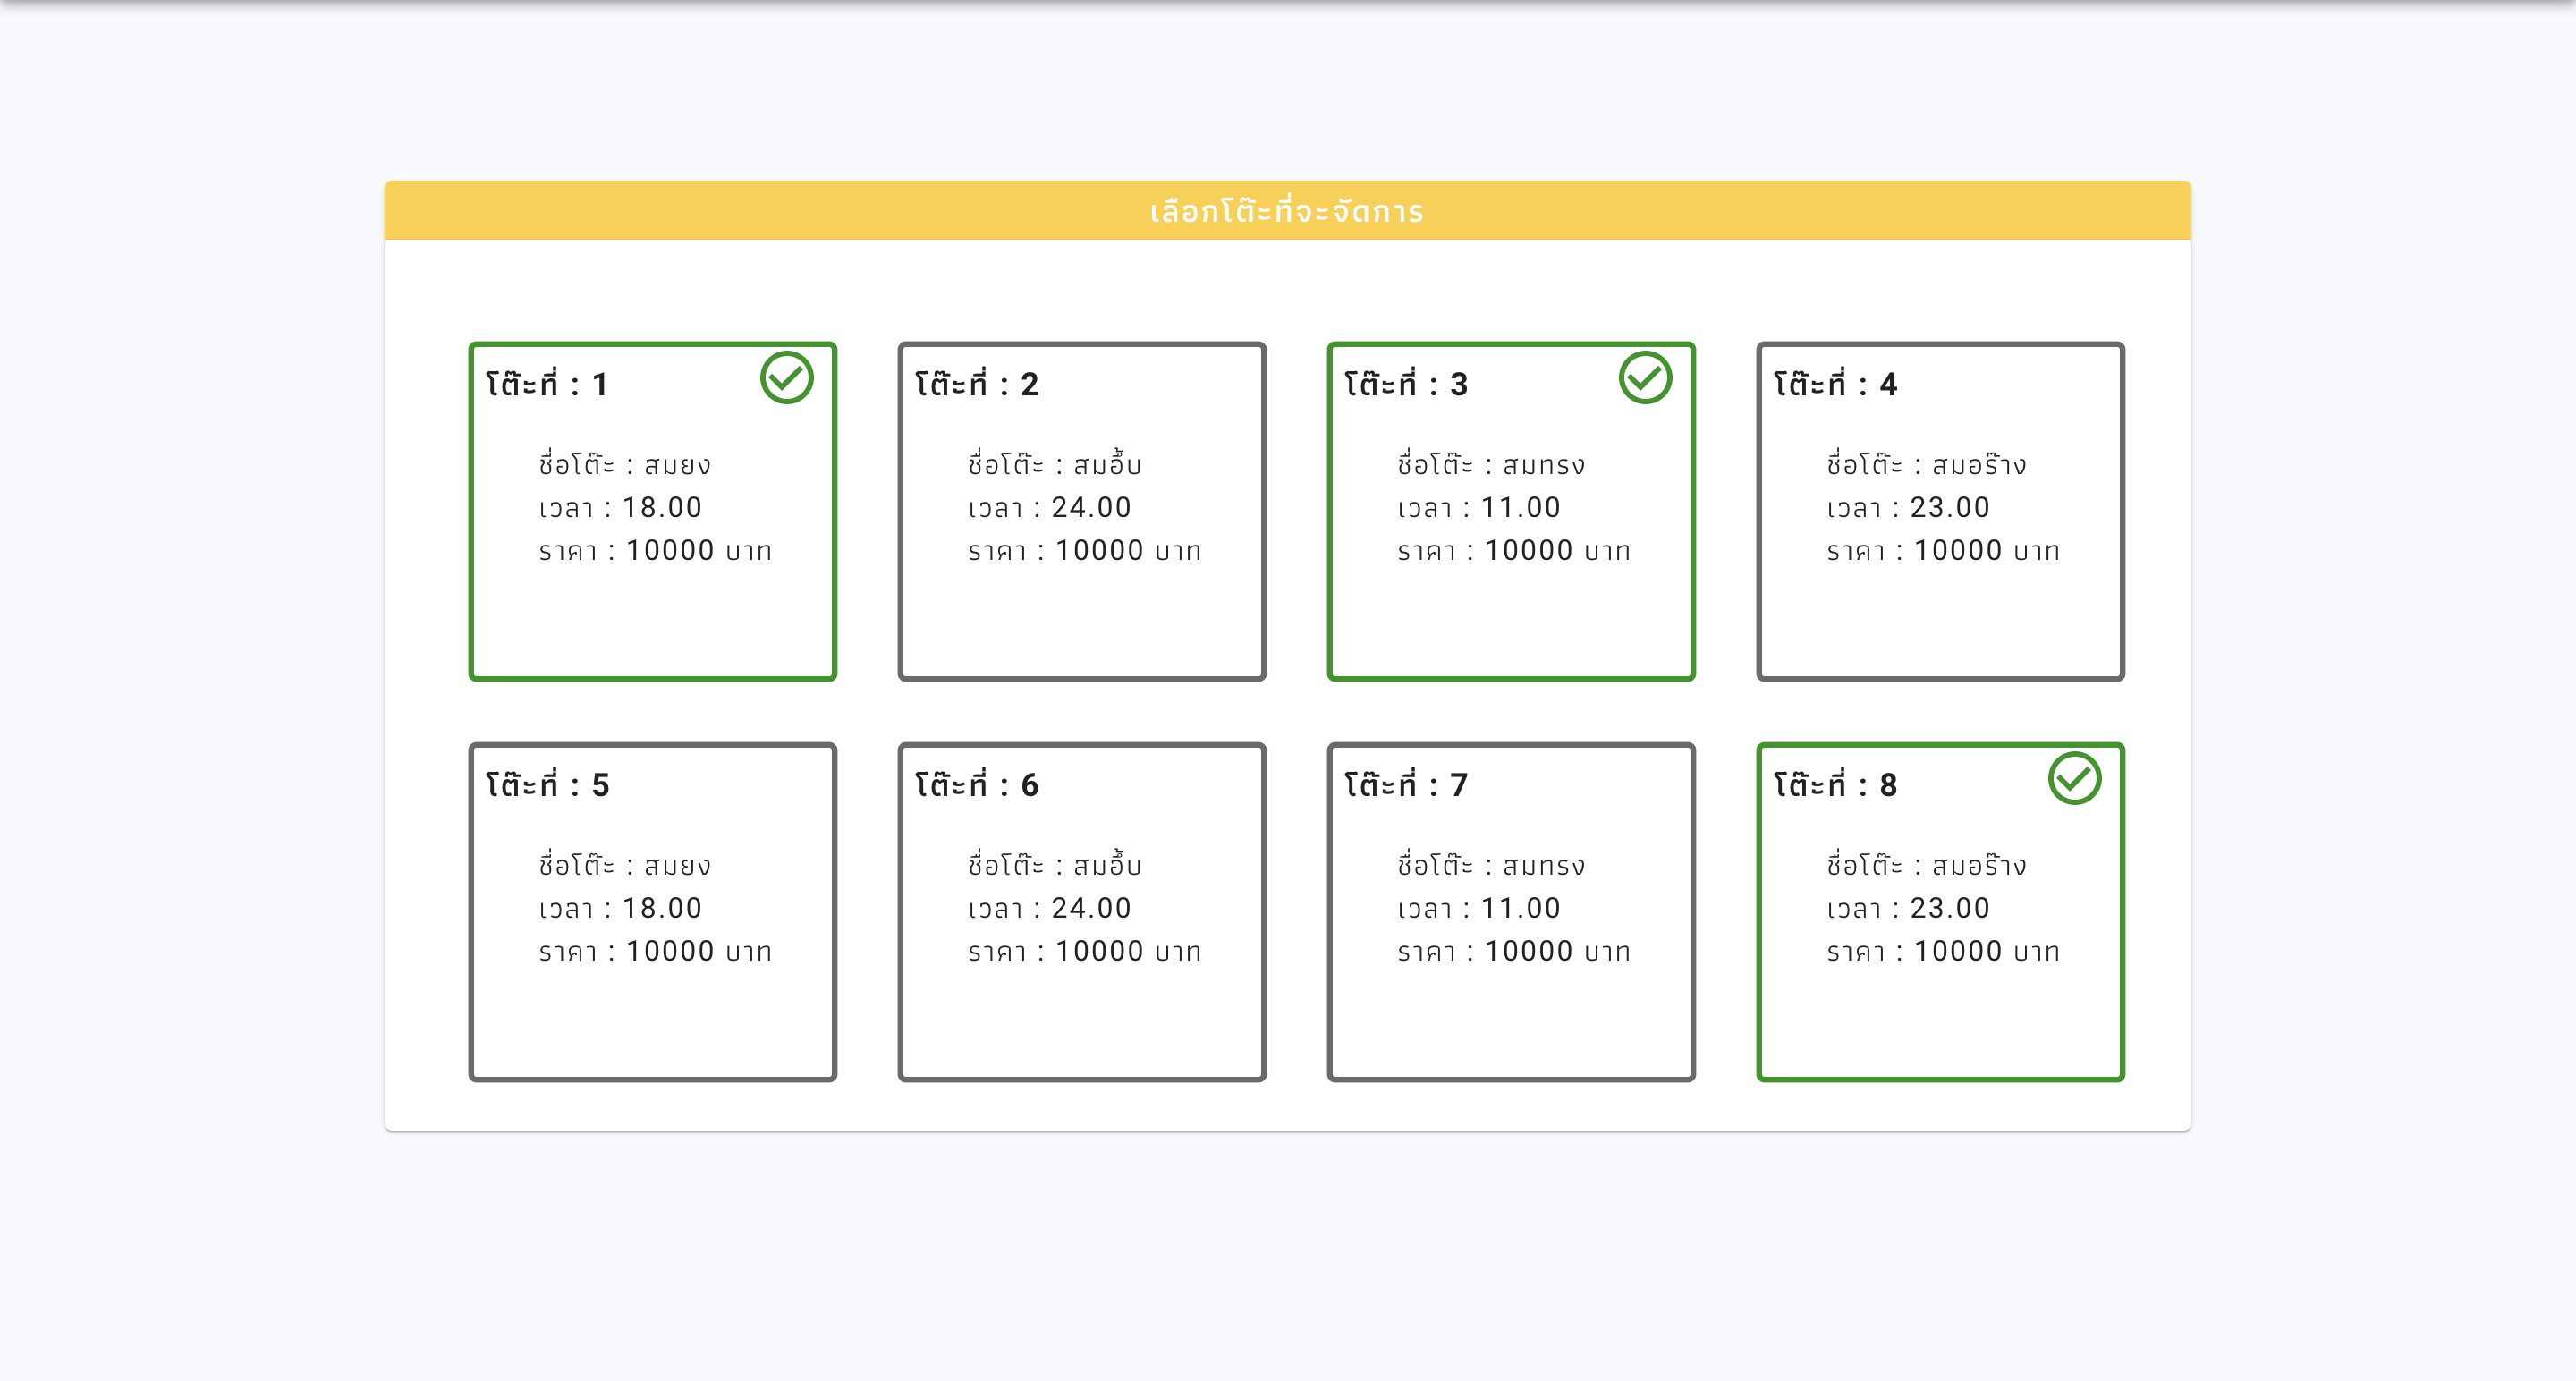 เลือกโต๊ะที่จะจัดการ
โต๊ะที่ : 1
ชื่อโต๊ะ : สมยง
เวลา : 18.00
ราคา : 10000 บาท
โต๊ะที่ : 2
ชื่อโต๊ะ : สมอึ้บ
เวลา : 24.00
ราคา : 10000 บาท
โต๊ะที่ : 3
ชื่อโต๊ะ : สมทรง
เวลา : 11.00
ราคา : 10000 บาท
โต๊ะที่ : 4
ชื่อโต๊ะ : สมอร๊าง
เวลา : 23.00
ราคา : 10000 บาท
โต๊ะที่ : 5
ชื่อโต๊ะ : สมยง
เวลา : 18.00
ราคา : 10000 บาท
โต๊ะที่ : 6
ชื่อโต๊ะ : สมอึ้บ
เวลา : 24.00
ราคา : 10000 บาท
โต๊ะที่ : 7
ชื่อโต๊ะ : สมทรง
เวลา : 11.00
ราคา : 10000 บาท
โต๊ะที่ : 8
ชื่อโต๊ะ : สมอร๊าง
เวลา : 23.00
ราคา : 10000 บาท